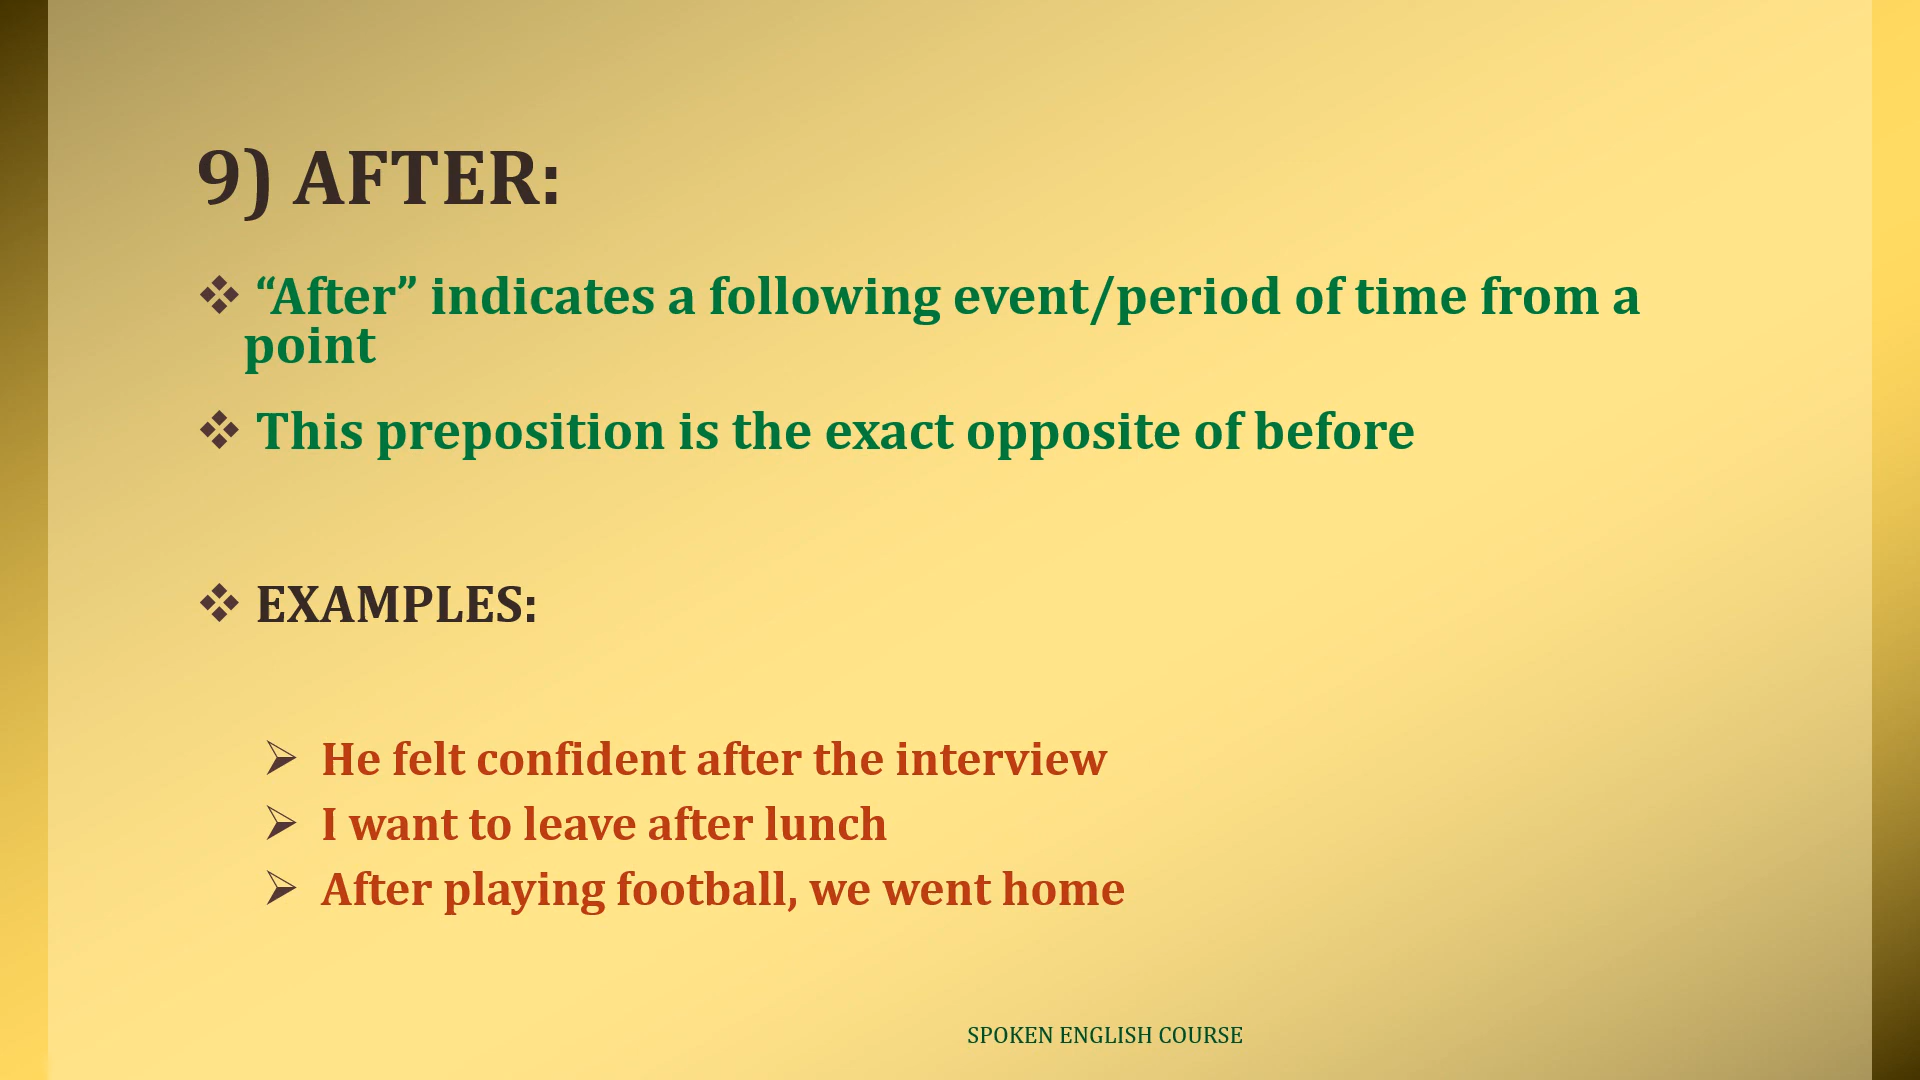 9) AFTER:
❖ “After” indicates a following event/period of time from a
point
❖ This preposition is the exact opposite of before
❖ EXAMPLES:
➢ He felt confident after the interview
➢ I want to leave after lunch
➢ After playing football, we went home
SPOKEN ENGLISH COURSE